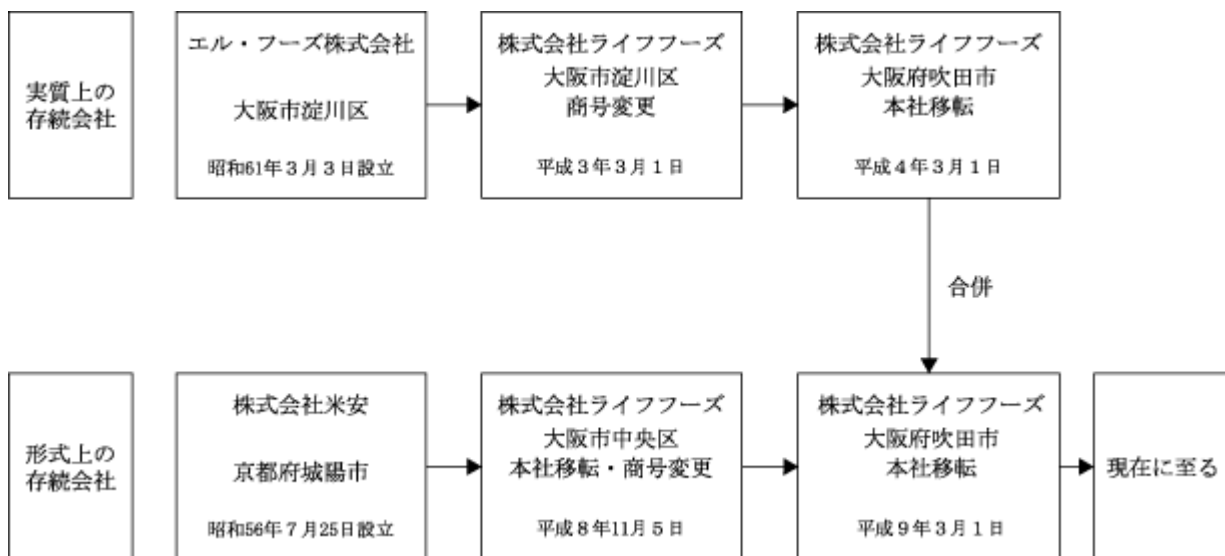 実質上の
存続会社
エル・フーズ株式会社
大阪市淀川区
昭和61年3月3日設立
株式会社ライフフーズ
大阪市淀川区
商号変更
平成3年3月1日
株式会社ライフフーズ
大阪府吹田市
本社移転
平成4年3月1日
合併
形式上の
存続会社
株式会社米安
京都府城陽市
昭和56年7月25日設立
株式会社ライフフーズ
大阪市中央区
本社移転・商号変更
平成8年11月5日
株式会社ライフフーズ
大阪府吹田市
本社移転
平成9年3月1日
現在に至る